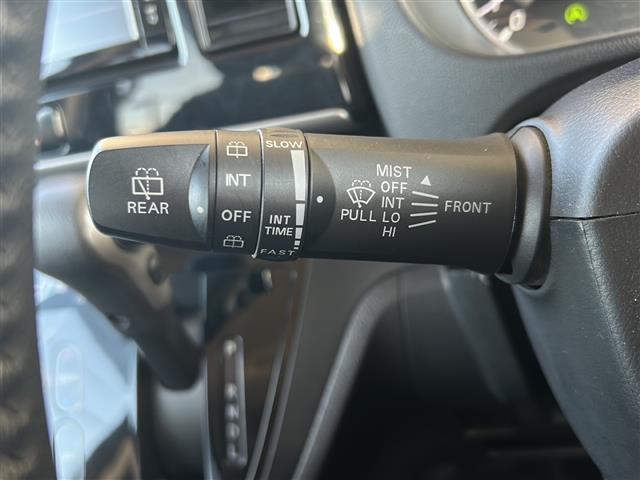 REAR
INT
OFF
SLOW
INT
TIME
FAST
MIST
OFF
INT
PULL LO
HI
FRONT
P
R
N
D
L